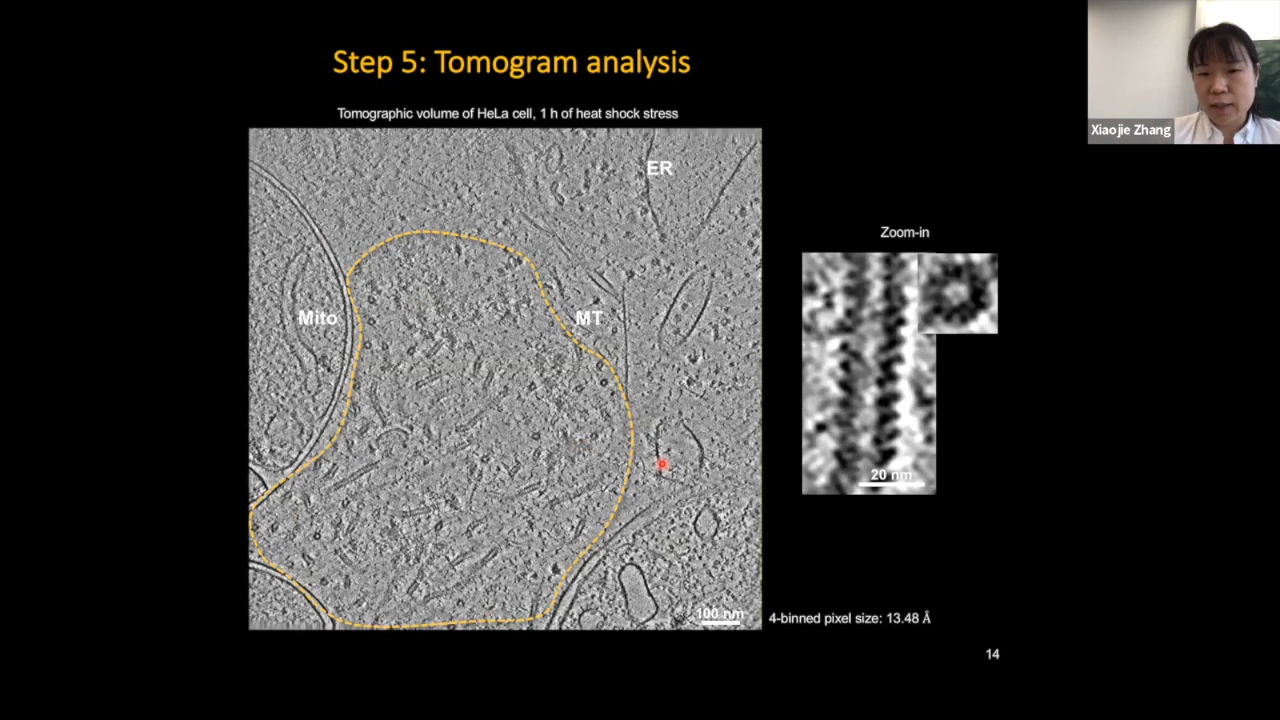 Step 5: Tomogram analysis
Xiaojie Zhang
Tomographic volume of HeLa cell, 1 h of heat shock stress
ER
Zoom-in
Mito
MT
20 nm
100 nm
4-binned pixel size: 13.48 Å
14